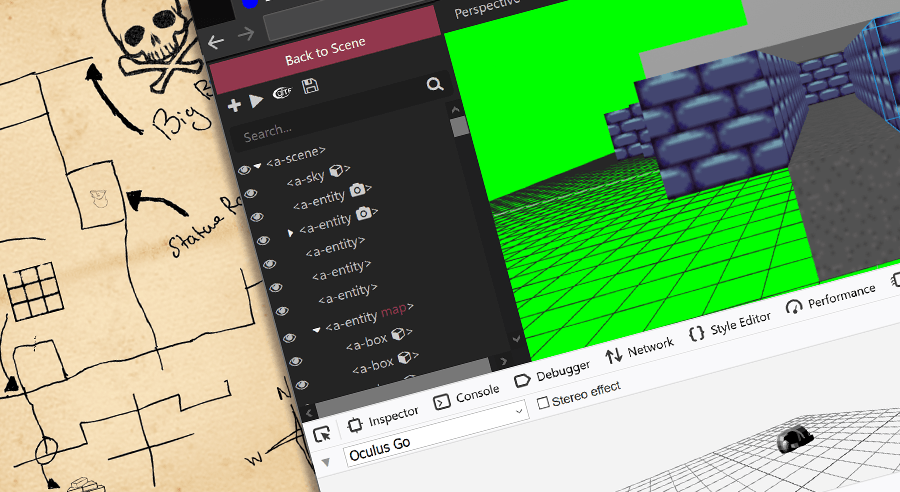 Big
Statue
N
W
Back to Scene
GLTF
Search...
<a-scene>
<a-sky >
<a-entity >
<a-entity >
<a-entity>
<a-entity>
<a-entity>
<a-entity map>
<a-box >
<a-box >
Perspective
Inspector
Console
Debugger
Network
{} Style Editor
Performance
Oculus Go
Stereo effect